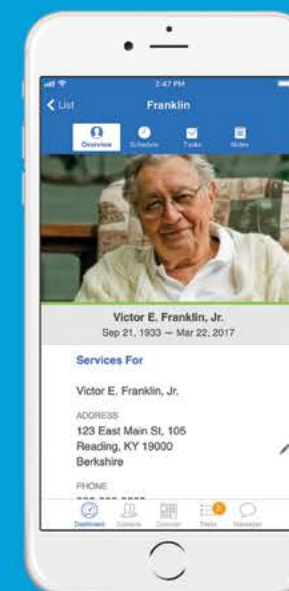 2:47 PM
List
Franklin
Overview
Schedule
Tasks
Notes
Victor E. Franklin, Jr.
Sep 21, 1933 — Mar 22, 2017
Services For
Victor E. Franklin, Jr.
ADDRESS
123 East Main St, 105
Reading, KY 19000
Berkshire
PHONE
Dashboard
Contacts
Calendar
Tasks
Messages